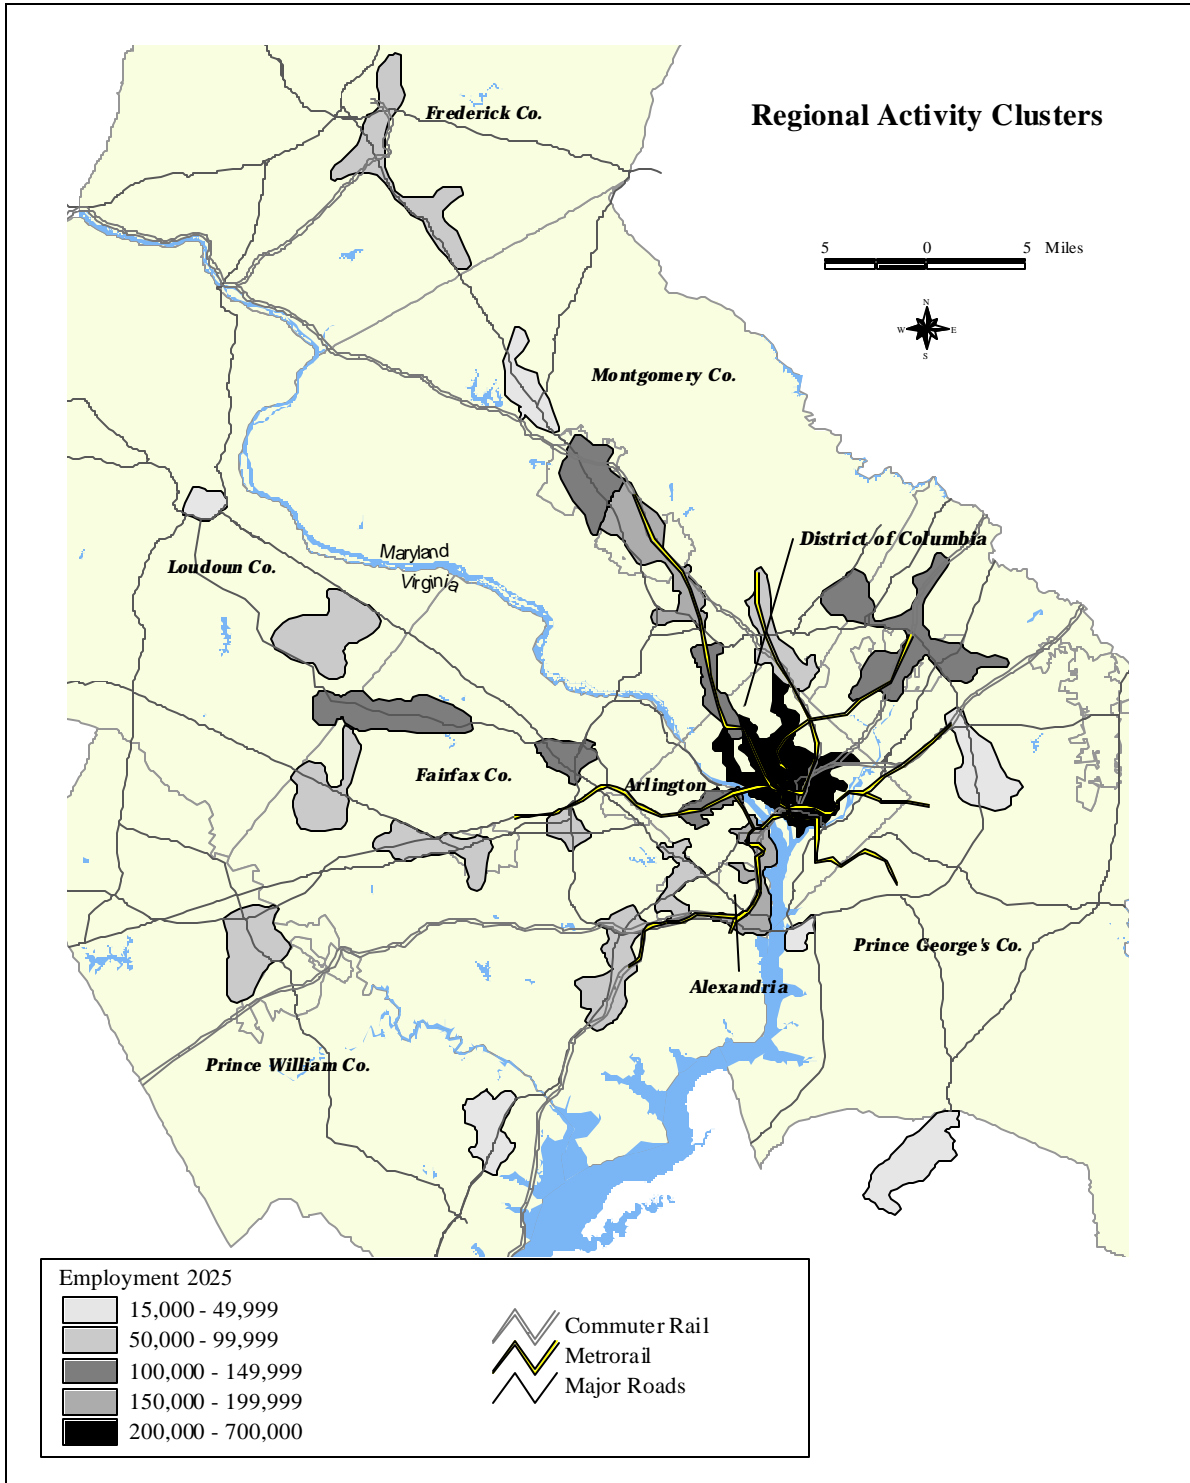 Frederick Co.
Regional Activity Clusters
5 0 5 Miles
N
W E
S
Montgomery Co.
District of Columbia
Maryland
Virginia
Loudoun Co.
Fairfax Co.
Arlington
Prince George's Co.
Alexandria
Prince William Co.
Employment 2025
15,000 - 49,999
50,000 - 99,999
100,000 - 149,999
150,000 - 199,999
200,000 - 700,000
Commuter Rail
Metrorail
Major Roads